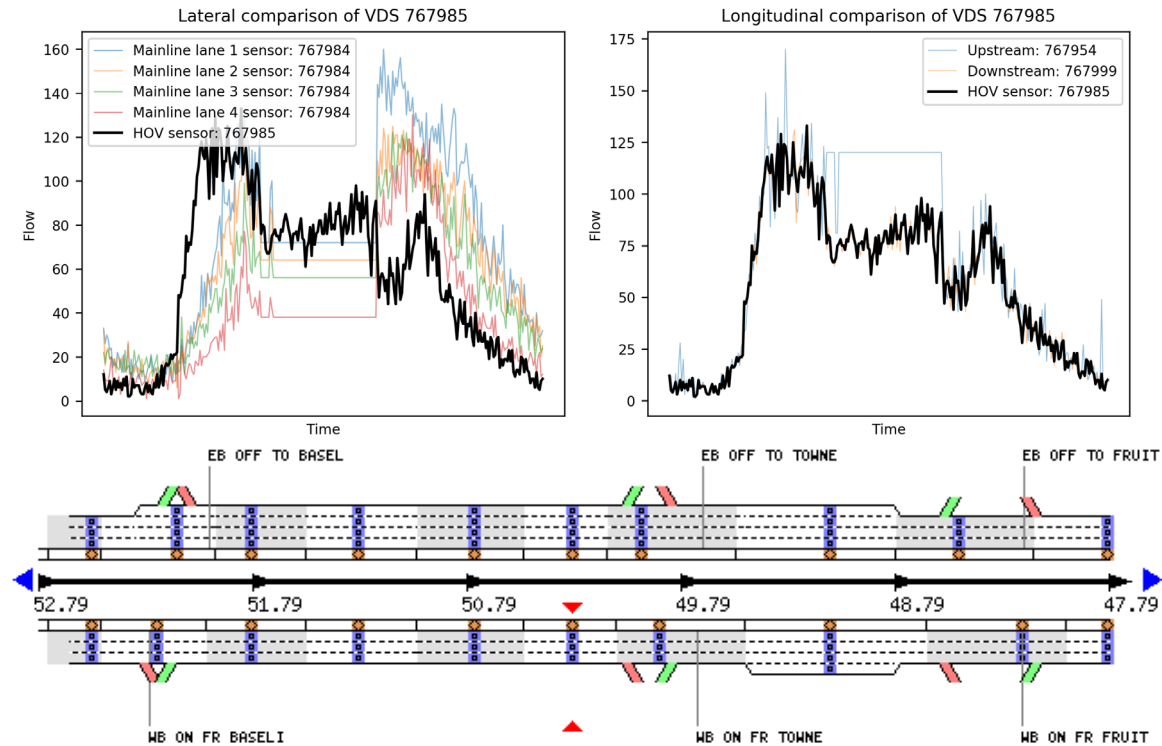 Lateral comparison of VDS 767985
160
140
120
100
80
60
40
20
0
Flow
Time
Mainline lane 1 sensor: 767984
Mainline lane 2 sensor: 767984
Mainline lane 3 sensor: 767984
Mainline lane 4 sensor: 767984
HOV sensor: 767985
Longitudinal comparison of VDS 767985
175
150
125
100
75
50
25
0
Flow
Time
Upstream: 767954
Downstream: 767999
HOV sensor: 767985
EB OFF TO BASEL
EB OFF TO TOWNE
EB OFF TO FRUIT
52.79
51.79
50.79
49.79
48.79
47.79
WB ON FR BASELI
WB ON FR TOWNE
WB ON FR FRUIT